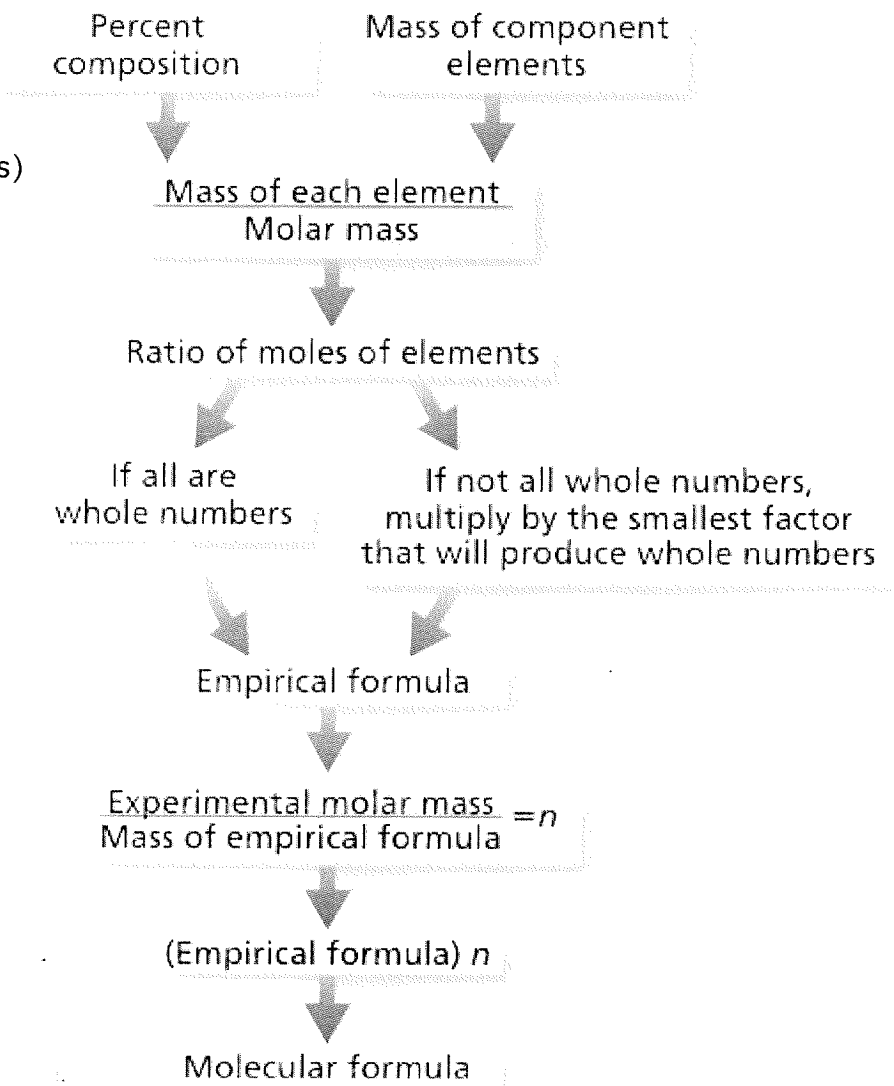 Percent
composition
Mass of component
elements
s)
Mass of each element
Molar mass
Ratio of moles of elements
If all are
whole numbers
If not all whole numbers,
multiply by the smallest factor
that will produce whole numbers
Empirical formula
Experimental molar mass
Mass of empirical formula = n
(Empirical formula) n
Molecular formula